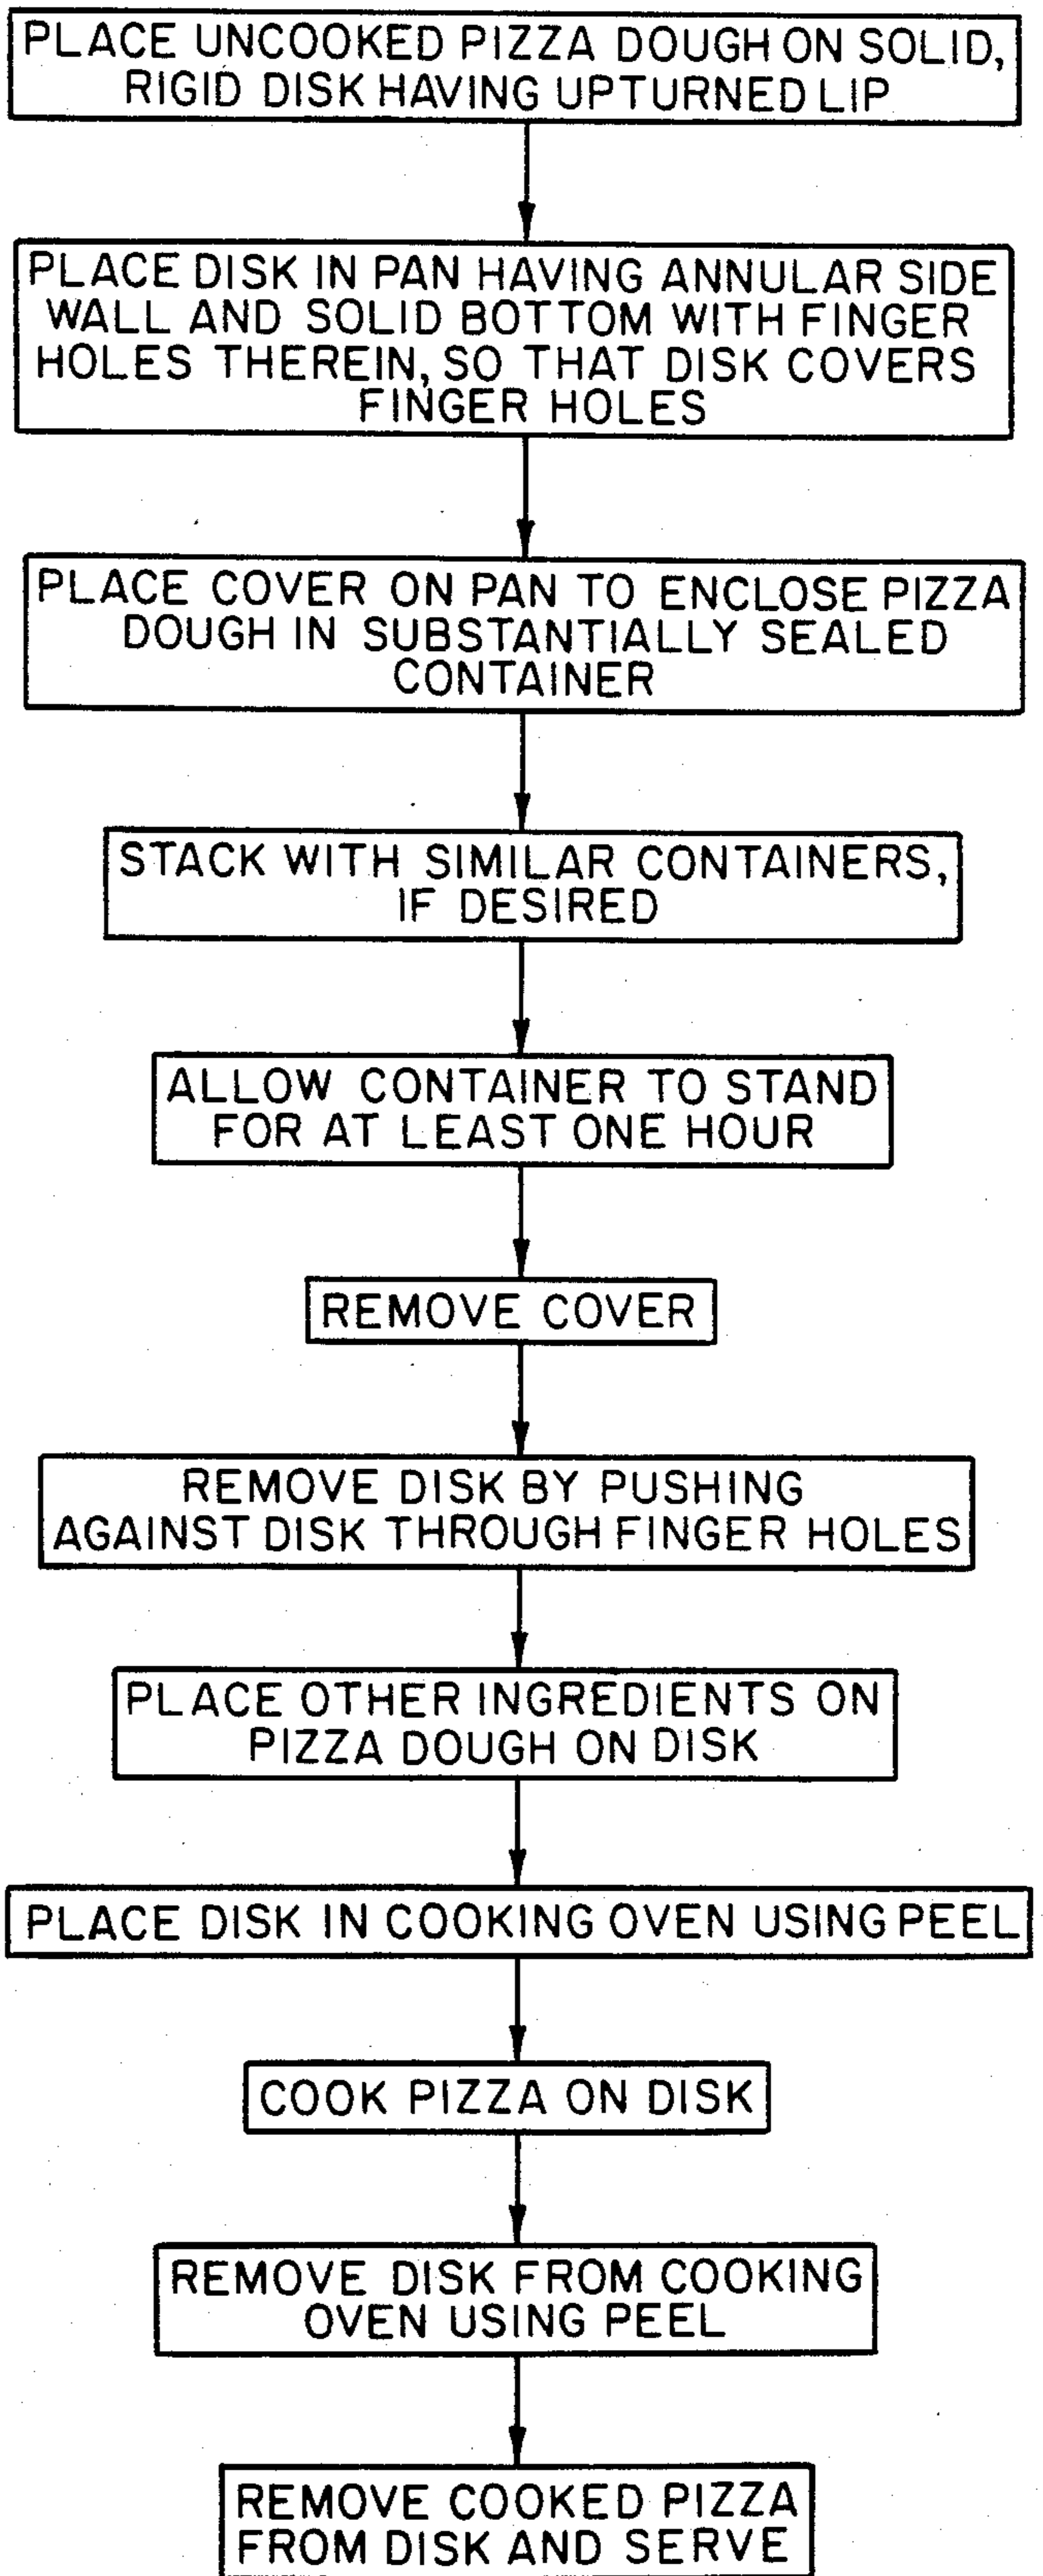 PLACE UNCOOKED PIZZA DOUGH ON SOLID,
RIGID DISK HAVING UPTURNED LIP
PLACE DISK IN PAN HAVING ANNULAR SIDE
WALL AND SOLID BOTTOM WITH FINGER
HOLES THEREIN, SO THAT DISK COVERS
FINGER HOLES
PLACE COVER ON PAN TO ENCLOSE PIZZA
DOUGH IN SUBSTANTIALLY SEALED
CONTAINER
STACK WITH SIMILAR CONTAINERS,
IF DESIRED
ALLOW CONTAINER TO STAND
FOR AT LEAST ONE HOUR
REMOVE COVER
REMOVE DISK BY PUSHING
AGAINST DISK THROUGH FINGER HOLES
PLACE OTHER INGREDIENTS ON
PIZZA DOUGH ON DISK
PLACE DISK IN COOKING OVEN USING PEEL
COOK PIZZA ON DISK
REMOVE DISK FROM COOKING
OVEN USING PEEL
REMOVE COOKED PIZZA
FROM DISK AND SERVE